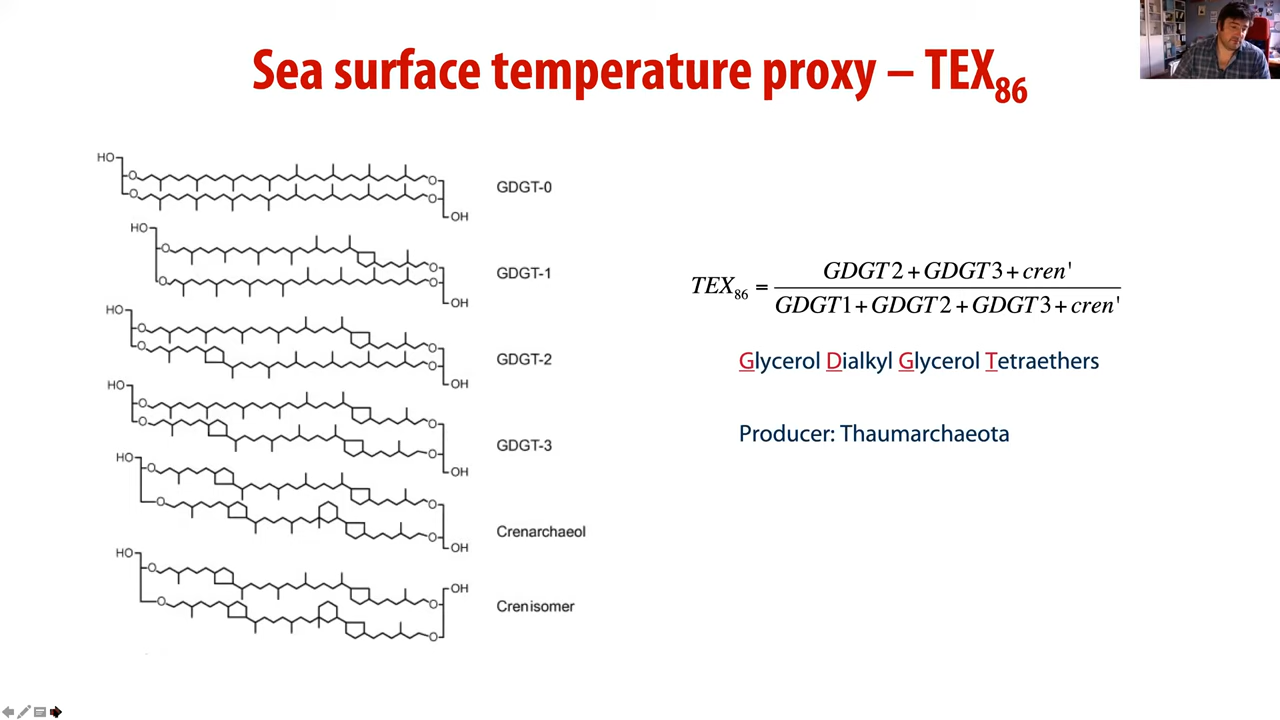 Sea surface temperature proxy – TEX86
HO
O
O
O
O
OH
GDGT-0
HO
O
O
O
O
OH
GDGT-1
HO
O
O
O
O
OH
GDGT-2
HO
O
O
O
O
OH
GDGT-3
HO
O
O
O
O
OH
Crenarchaeol
HO
O
O
OH
O
O
Cren isomer
TEX86 = GDGT2 + GDGT3 + cren'
GDGT1 + GDGT2 + GDGT3 + cren'
Glycerol Dialkyl Glycerol Tetraethers
Producer: Thaumarchaeota